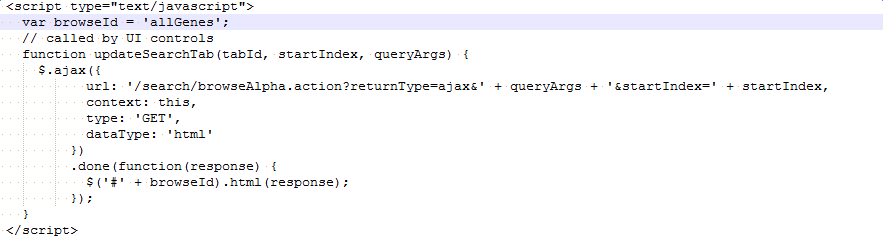 <script type="text/javascript">
var browseId = 'allGenes';
// called by UI controls
function updateSearchTab(tabId, startIndex, queryArgs) {
$.ajax({
url: '/search/browseAlpha.action?returnType=ajax&' + queryArgs + '&startIndex=' + startIndex,
context: this,
type: 'GET',
dataType: 'html'
})
.done(function(response) {
$('#' + browseId).html(response);
});
}
</script>